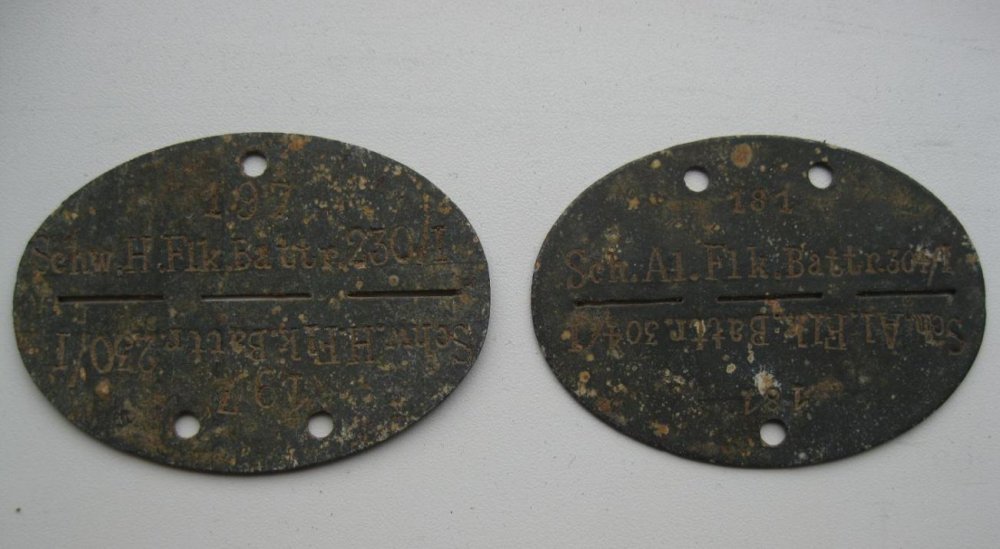 197
Schw.H.Flk.Battr.230/I
Schw.H.Flk.Battr.230/I
197
181
Sch.Al.Flk.Battr.304/I
Sch.Al.Flk.Battr.304/I
181